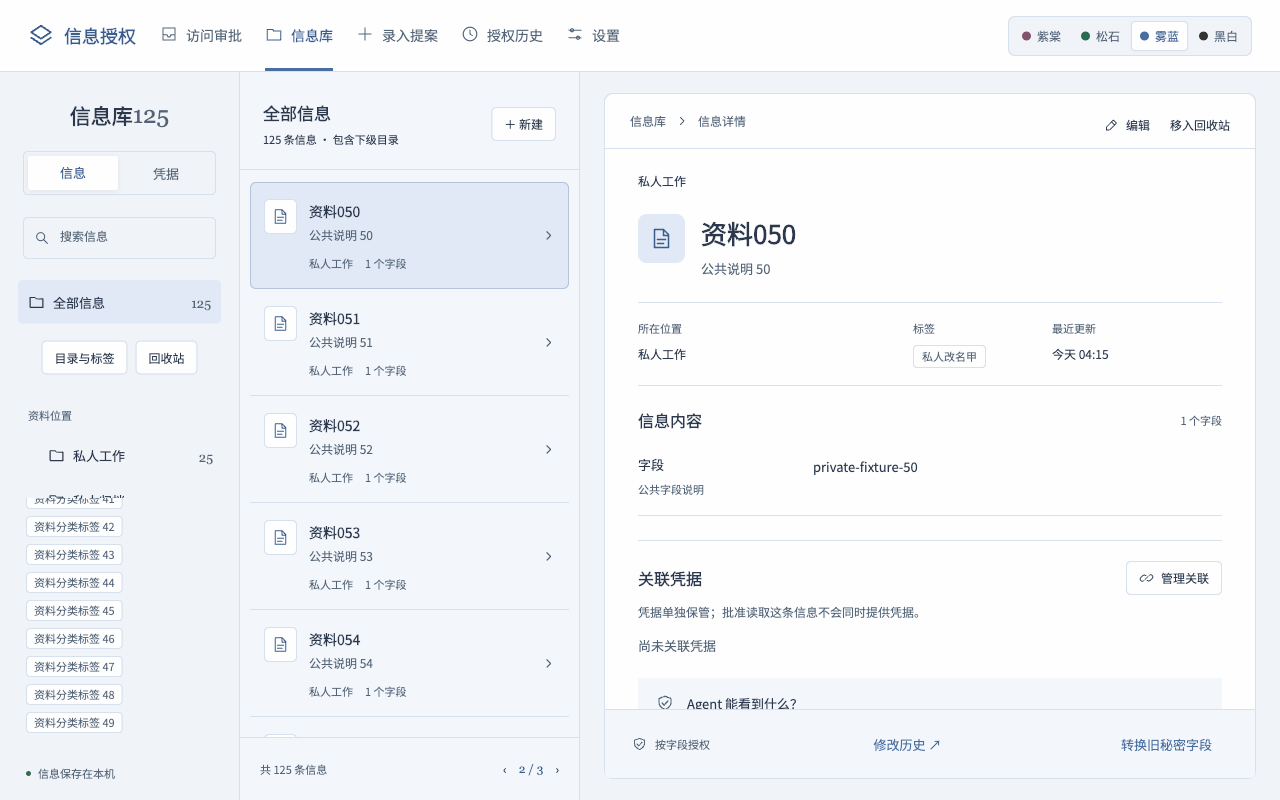 信息授权
访问审批
信息库
录入提案
授权历史
设置
紫棠
松石
雾蓝
黑白
信息库125
信息
凭据
搜索信息
全部信息
125
目录与标签
回收站
资料位置
私人工作
25
资料分类标签 41
资料分类标签 42
资料分类标签 43
资料分类标签 44
资料分类标签 45
资料分类标签 46
资料分类标签 47
资料分类标签 48
资料分类标签 49
信息保存在本机
全部信息
125 条信息 · 包含下级目录
+ 新建
资料050
公共说明 50
私人工作 1 个字段
资料051
公共说明 51
私人工作 1 个字段
资料052
公共说明 52
私人工作 1 个字段
资料053
公共说明 53
私人工作 1 个字段
资料054
公共说明 54
私人工作 1 个字段
共 125 条信息
‹ 2 / 3 ›
信息库 > 信息详情
编辑
移入回收站
私人工作
资料050
公共说明 50
所在位置
私人工作
标签
私人改名甲
最近更新
今天 04:15
信息内容
1 个字段
字段
公共字段说明
private-fixture-50
关联凭据
管理关联
凭据单独保管；批准读取这条信息不会同时提供凭据。
尚未关联凭据
Agent 能看到什么？
按字段授权
修改历史 ↗
转换旧秘密字段